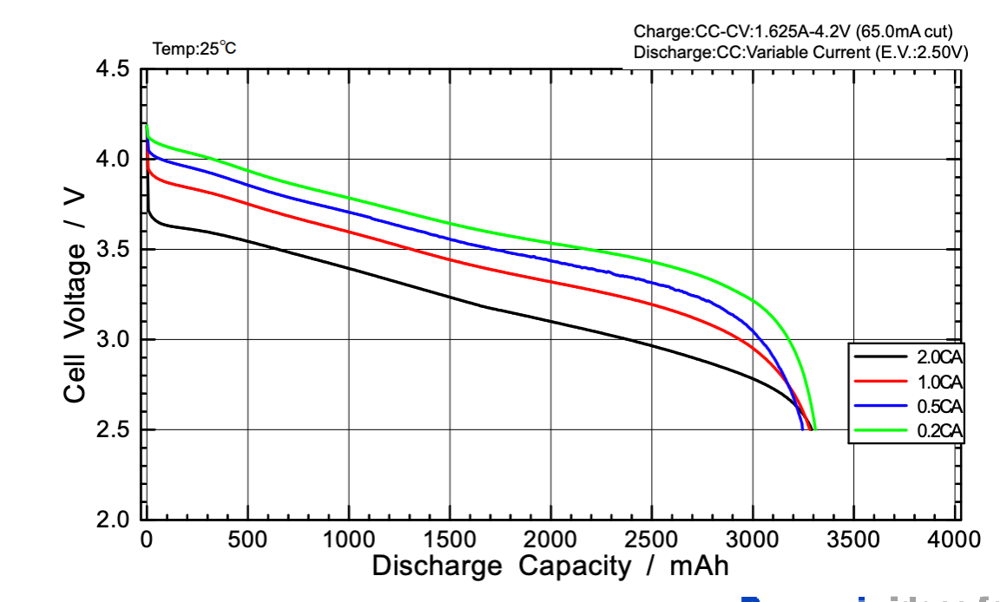 Temp:25℃
Charge:CC-CV:1.625A-4.2V (65.0mA cut)
Discharge:CC:Variable Current (E.V.:2.50V)
4.5
4.0
3.5
3.0
2.5
2.0
Cell Voltage / V
2.0CA
1.0CA
0.5CA
0.2CA
0 500 1000 1500 2000 2500 3000 3500 4000
Discharge Capacity / mAh